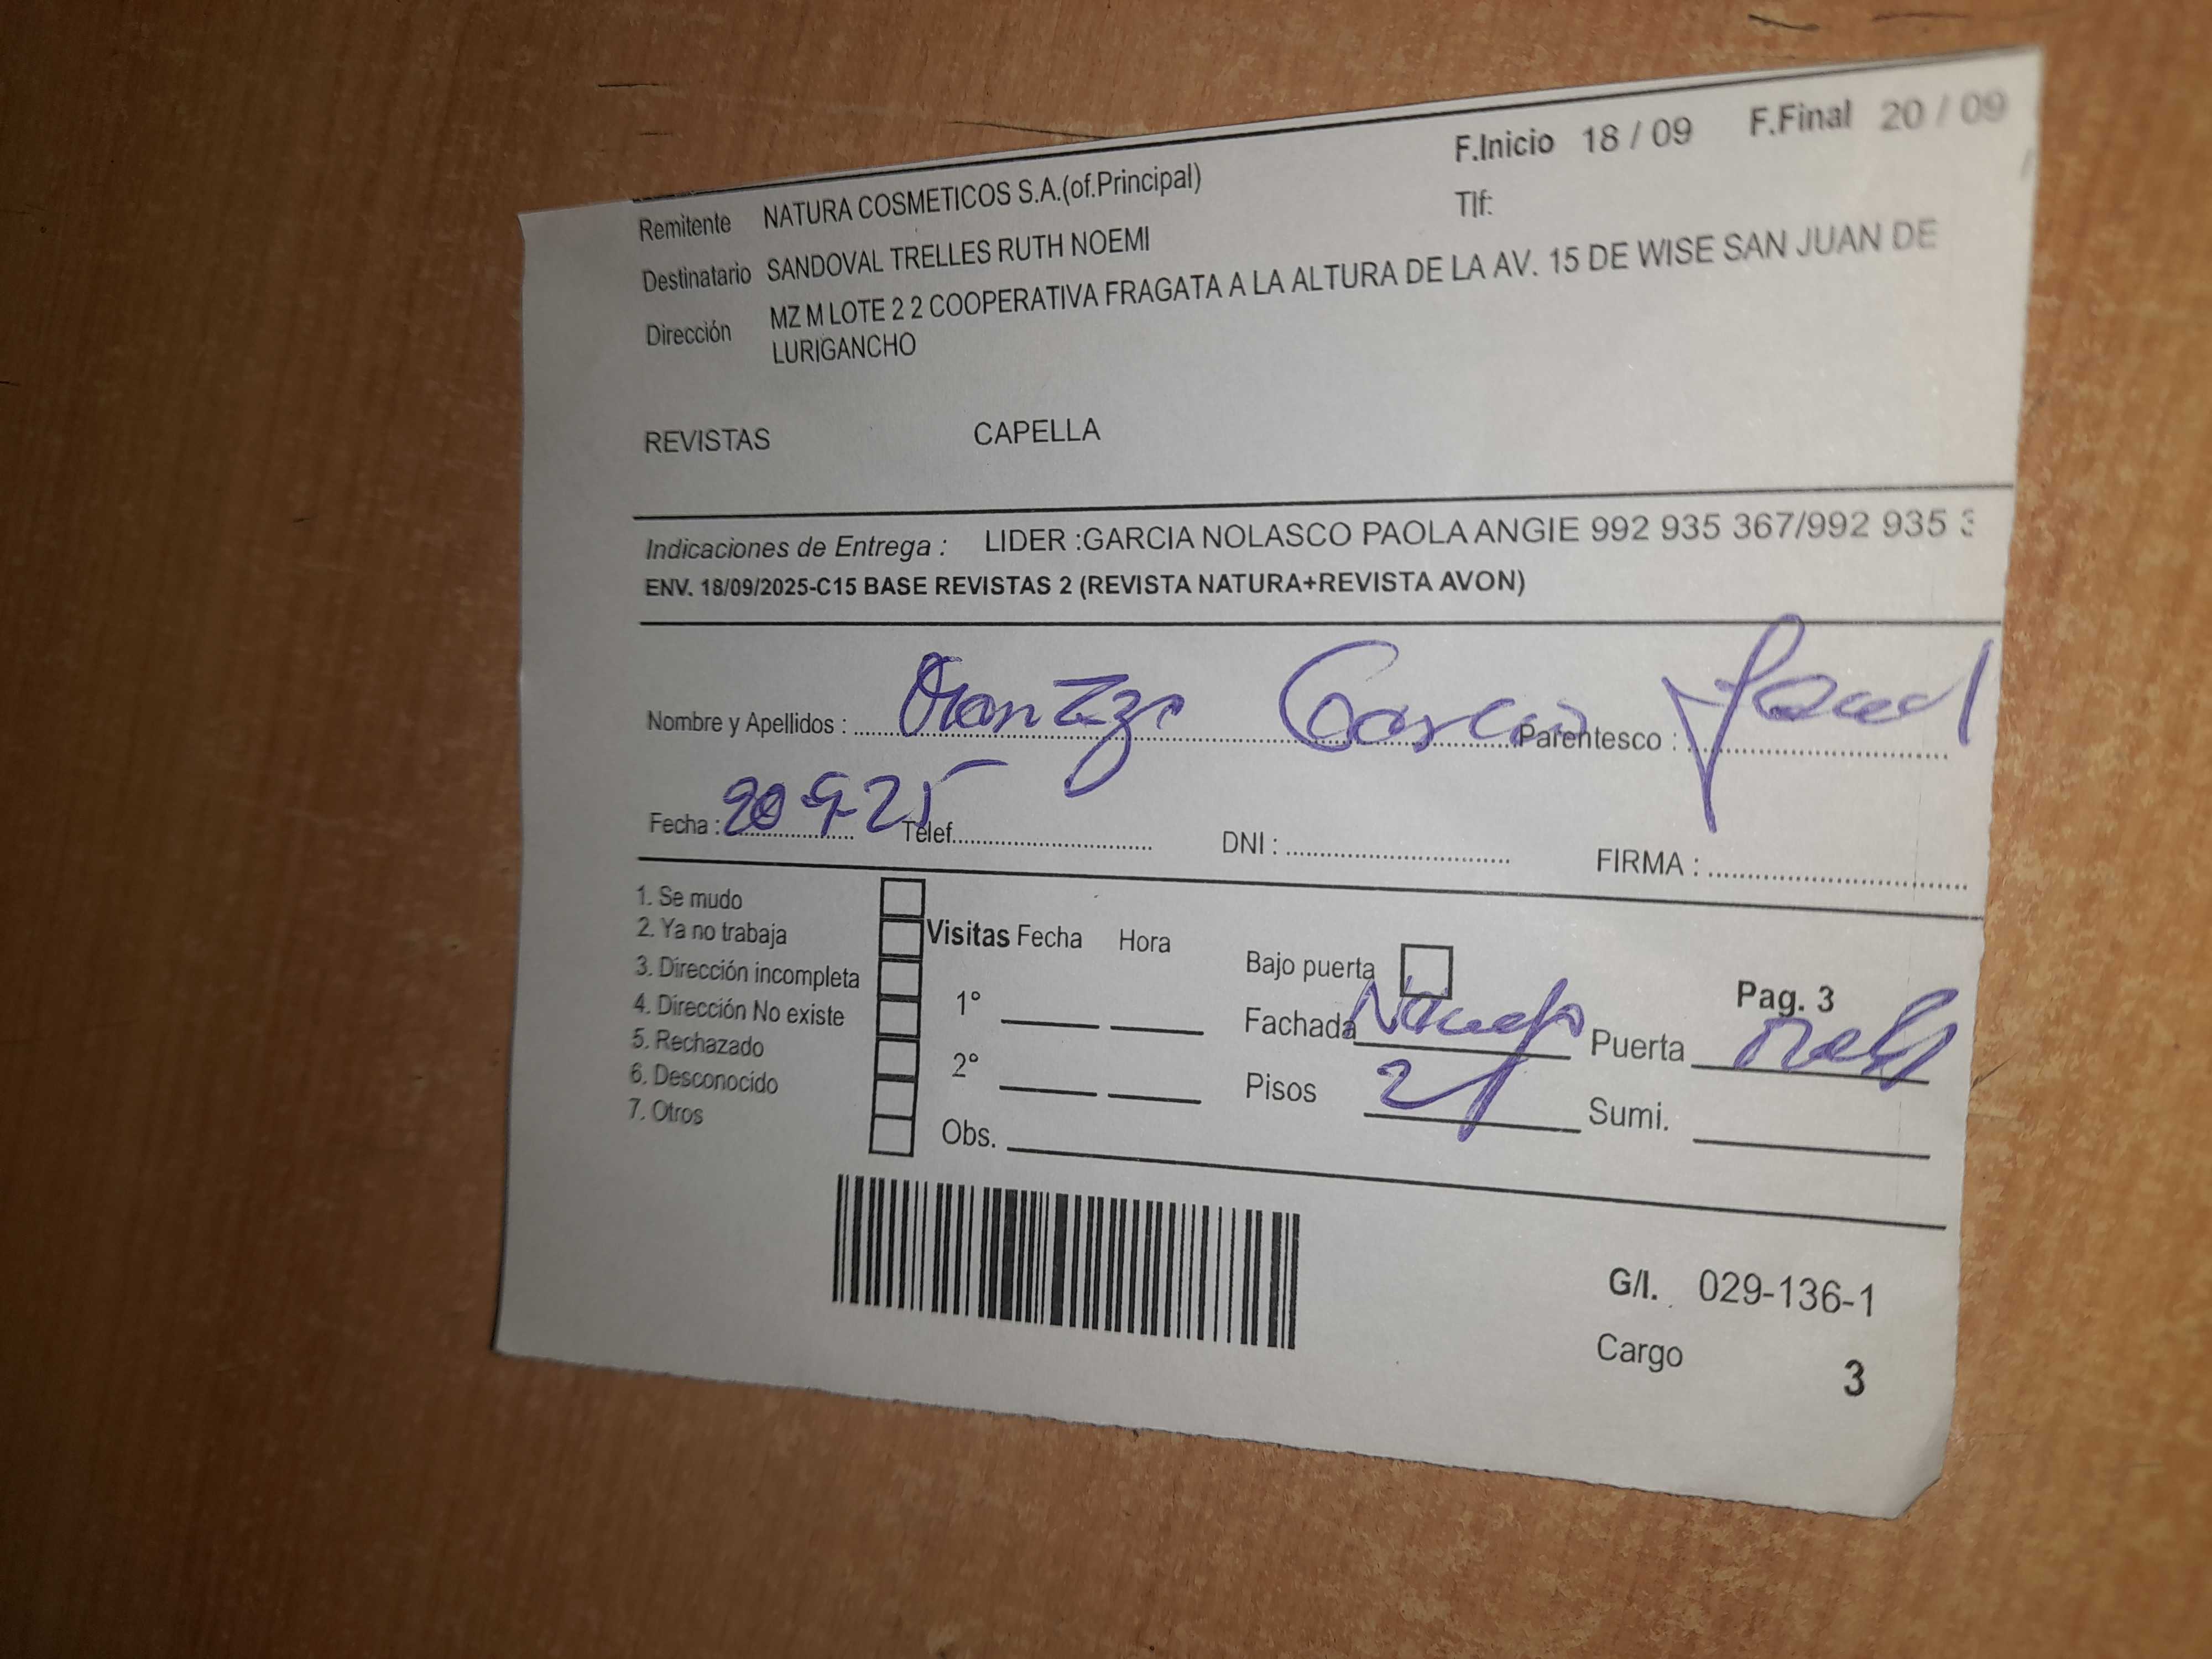 F.Inicio 18 / 09 F.Final 20 / 09
Remitente NATURA COSMETICOS S.A.(of.Principal) Tlf:
Destinatario SANDOVAL TRELLES RUTH NOEMI
Dirección MZ M LOTE 2 2 COOPERATIVA FRAGATA A LA ALTURA DE LA AV. 15 DE WISE SAN JUAN DE
LURIGANCHO
REVISTAS CAPELLA
Indicaciones de Entrega : LIDER :GARCIA NOLASCO PAOLA ANGIE 992 935 367/992 935 3
ENV. 18/09/2025-C15 BASE REVISTAS 2 (REVISTA NATURA+REVISTA AVON)
Nombre y Apellidos : Parentesco :
Fecha : 20-9-25 Telef. DNI : FIRMA :
1. Se mudo
2. Ya no trabaja
3. Dirección incompleta
4. Dirección No existe
5. Rechazado
6. Desconocido
7. Otros
Visitas Fecha Hora
1°
2°
Obs.
Bajo puerta Pag. 3
Fachada Puerta
Pisos 2 Sumi.
G/I. 029-136-1
Cargo 3